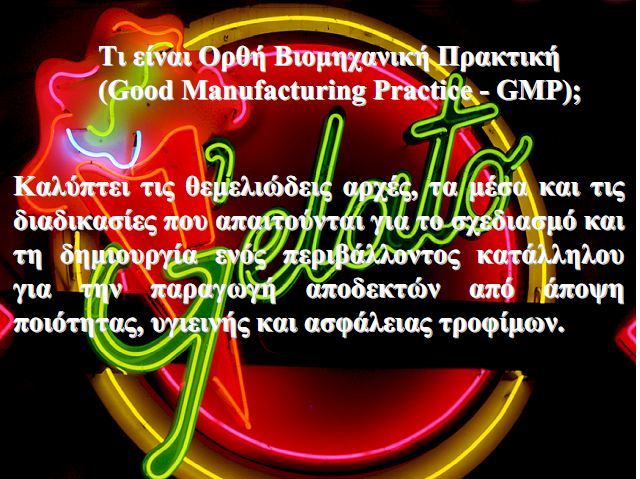 Τι είναι Ορθή Βιομηχανική Πρακτική
(Good Manufacturing Practice - GMP);
Καλύπτει τις θεμελιώδεις αρχές, τα μέσα και τις
διαδικασίες που απαιτούνται για το σχεδιασμό και
τη δημιουργία ενός περιβάλλοντος κατάλληλου
για την παραγωγή αποδεκτών από άποψη
ποιότητας, υγιεινής και ασφάλειας τροφίμων.
Gelato